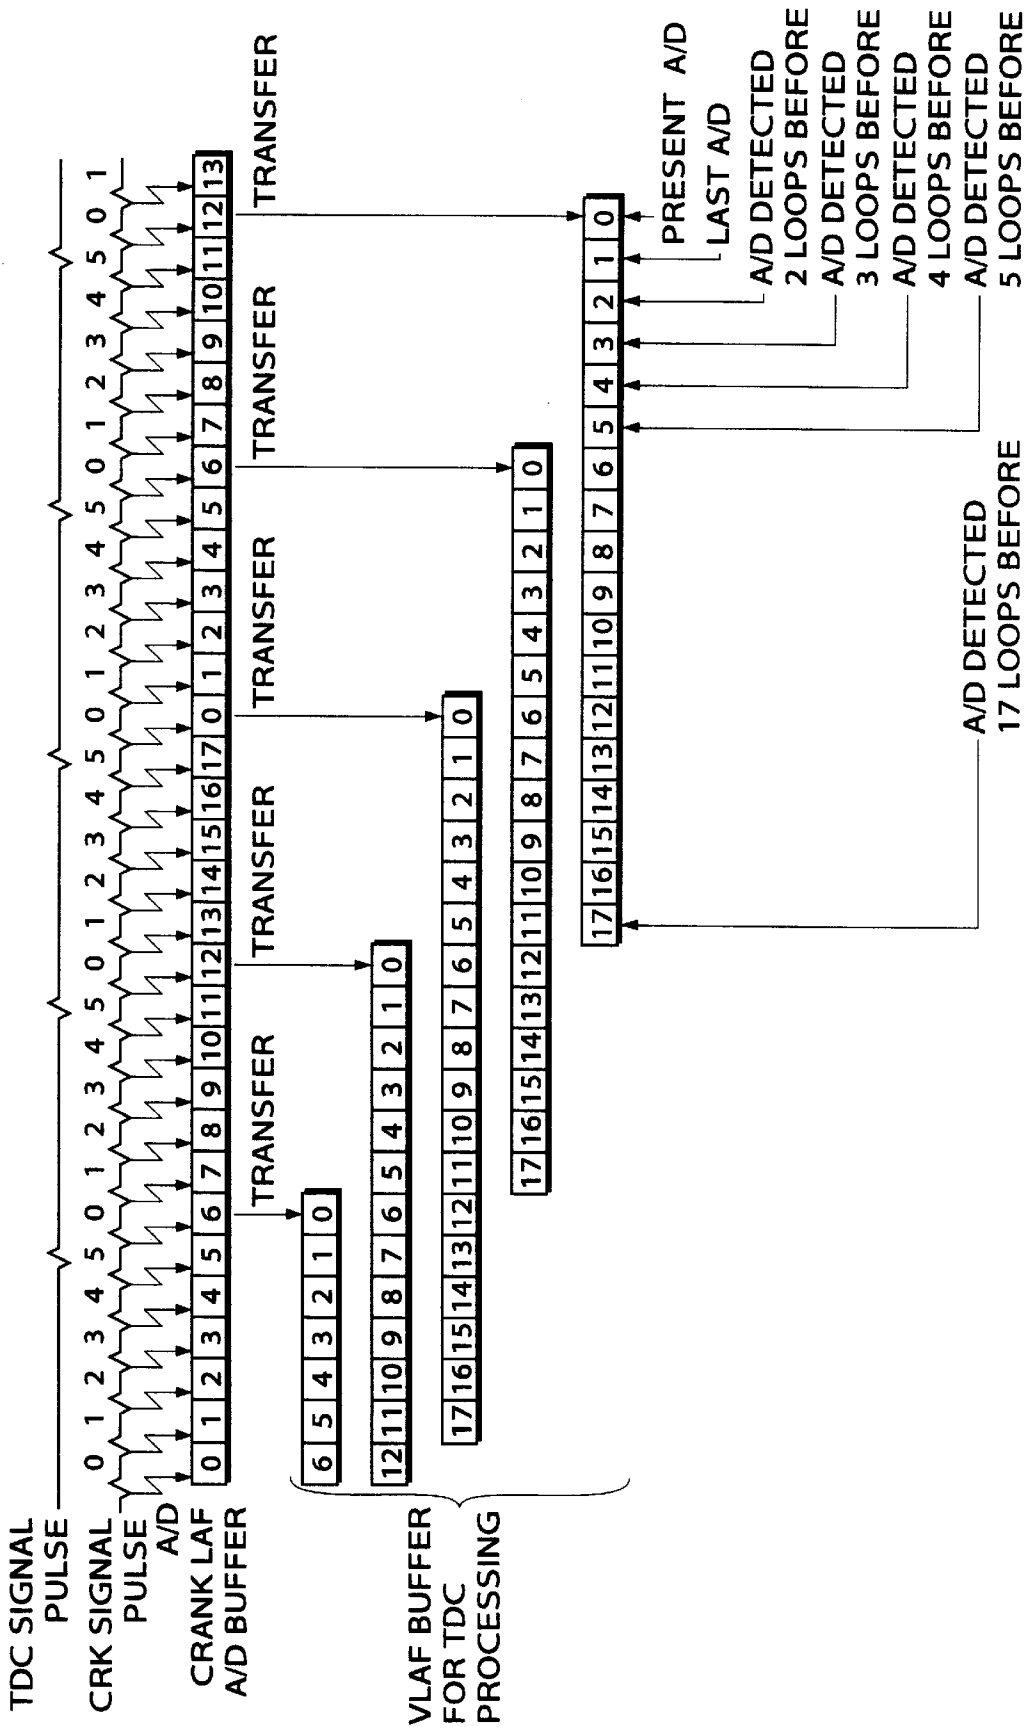 TDC SIGNAL
PULSE
CRK SIGNAL
PULSE
0 1 2 3 4 5 0 1 2 3 4 5 0 1 2 3 4 5 0 1 2 3 4 5 0 1 2 3 4 5 0 1
A/D
CRANK LAF
A/D BUFFER
0 1 2 3 4 5 6 7 8 9 10 11 12 13 14 15 16 17 0 1 2 3 4 5 6 7 8 9 10 11 12 13
TRANSFER TRANSFER TRANSFER TRANSFER TRANSFER
VLAF BUFFER
FOR TDC
PROCESSING
6 5 4 3 2 1 0
12 11 10 9 8 7 6 5 4 3 2 1 0
17 16 15 14 13 12 11 10 9 8 7 6 5 4 3 2 1 0
17 16 15 14 13 12 11 10 9 8 7 6 5 4 3 2 1 0
17 16 15 14 13 12 11 10 9 8 7 6 5 4 3 2 1 0
PRESENT A/D
LAST A/D
A/D DETECTED
2 LOOPS BEFORE
A/D DETECTED
3 LOOPS BEFORE
A/D DETECTED
4 LOOPS BEFORE
A/D DETECTED
5 LOOPS BEFORE
A/D DETECTED
17 LOOPS BEFORE